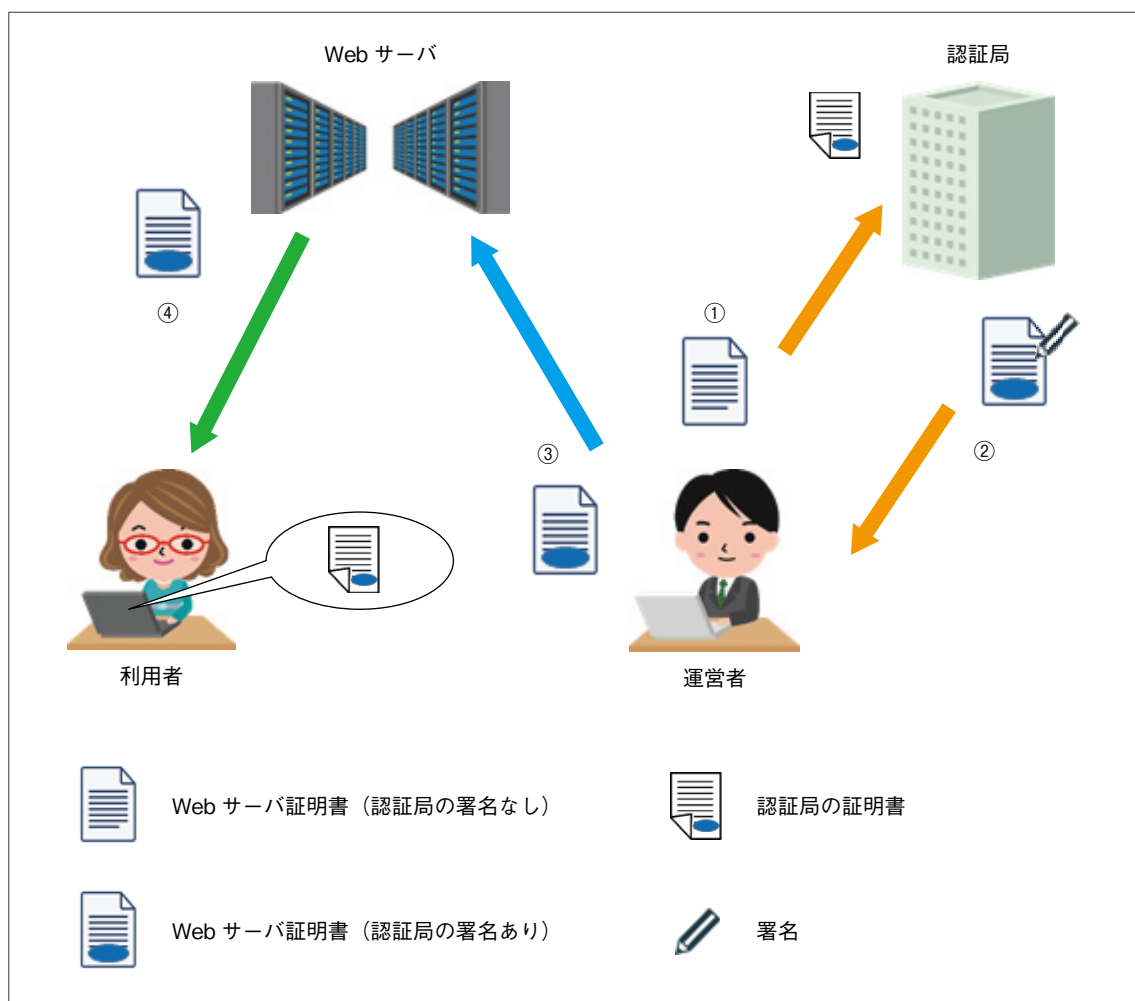 Web サーバ
認証局
①
④
③
②
利用者
運営者
Web サーバ証明書（認証局の署名なし）
認証局の証明書
Web サーバ証明書（認証局の署名あり）
署名